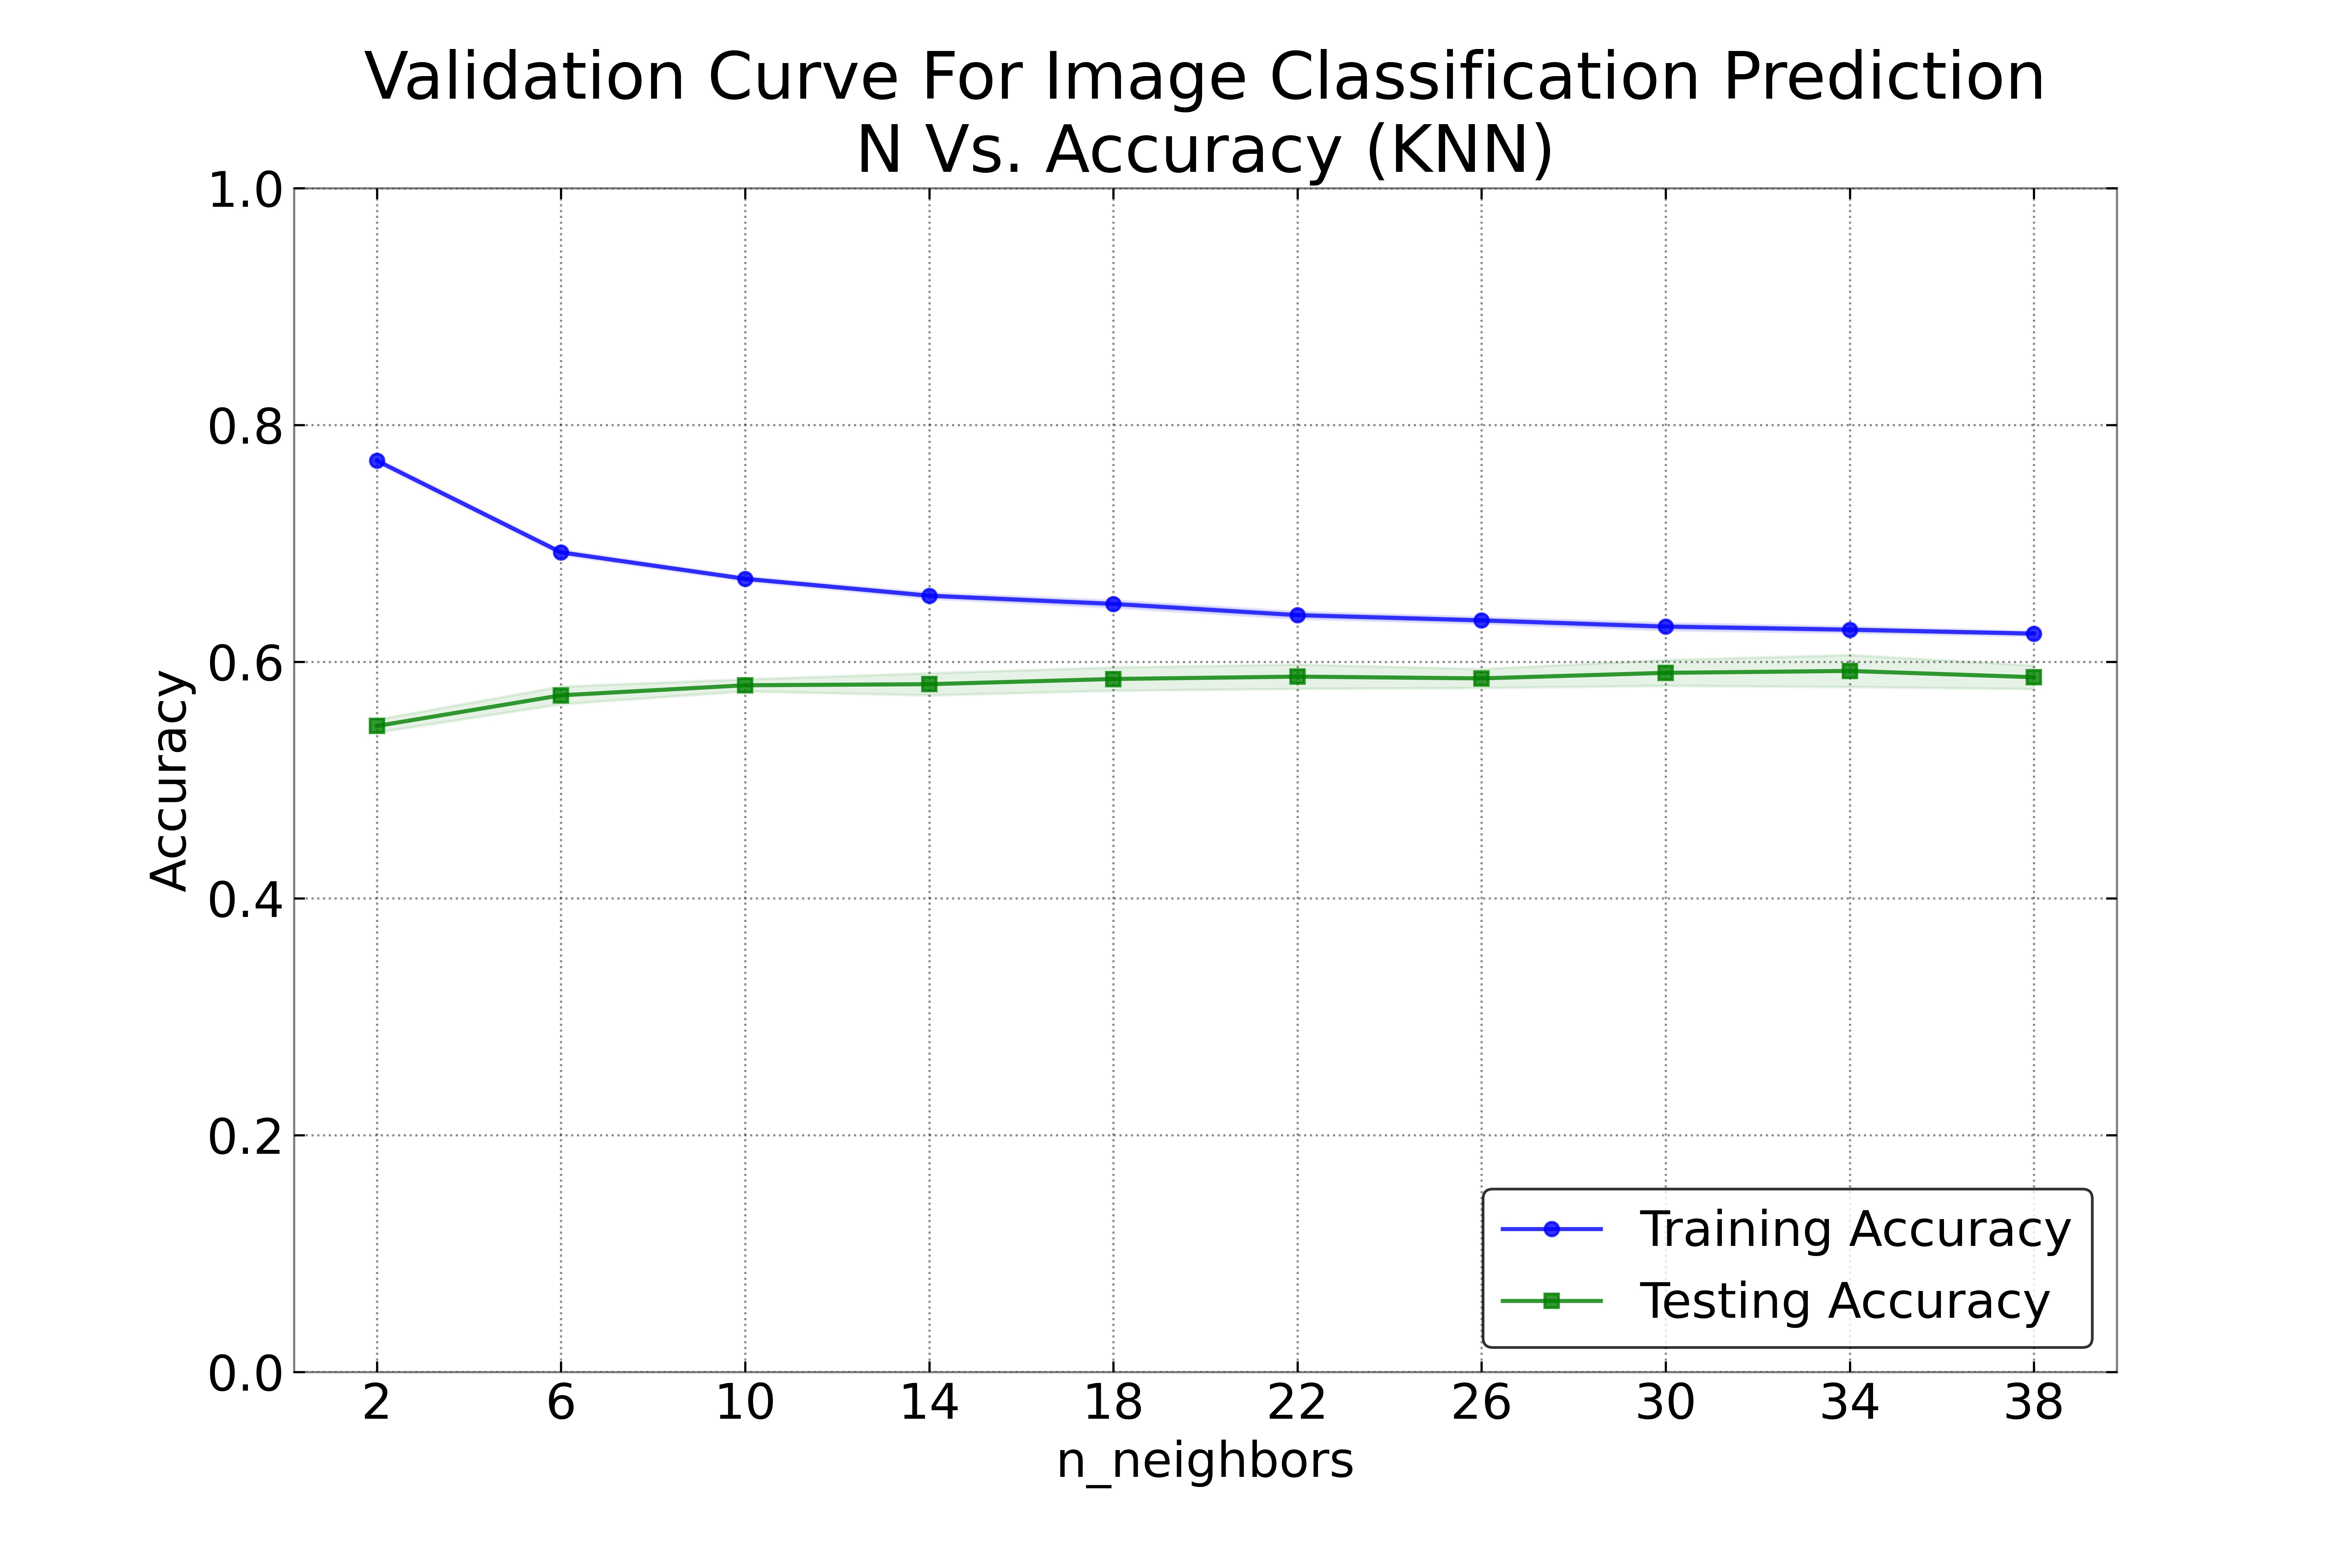 Validation Curve For Image Classification Prediction
N Vs. Accuracy (KNN)
1.0
0.8
0.6
0.4
0.2
0.0
Accuracy
2 6 10 14 18 22 26 30 34 38
n_neighbors
Training Accuracy
Testing Accuracy